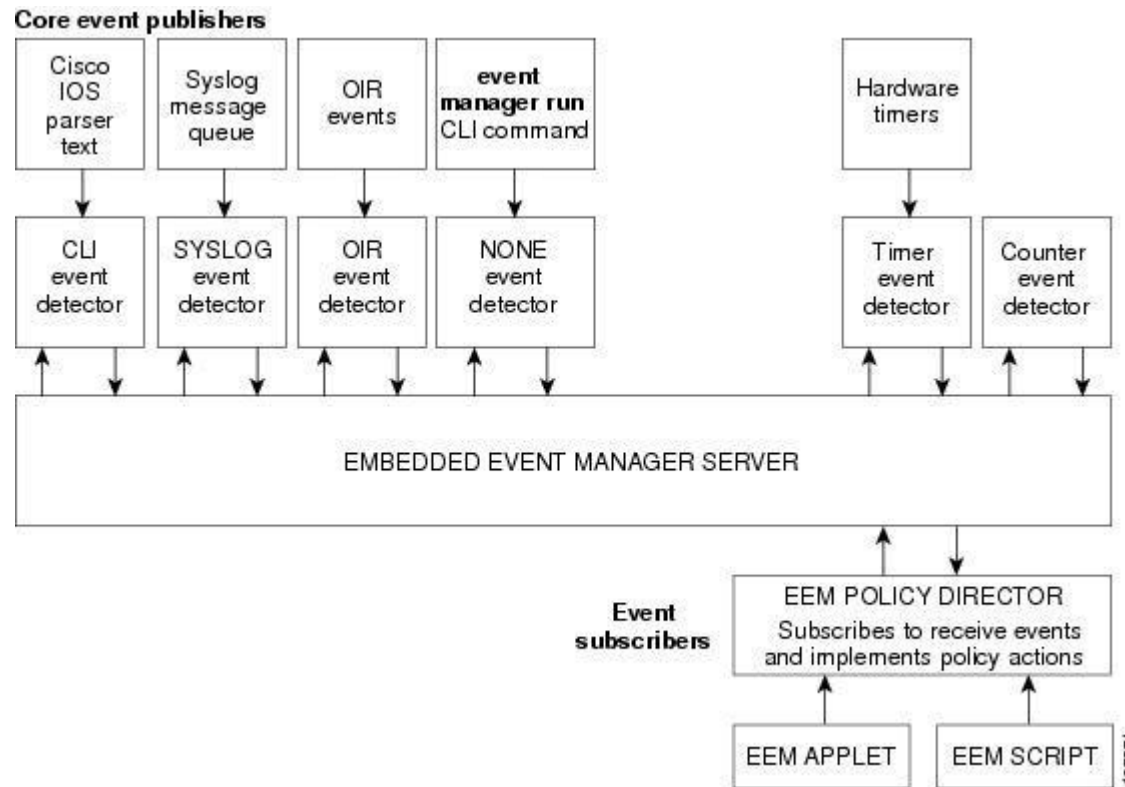 Core event publishers
Cisco
IOS
parser
text
Syslog
message
queue
OIR
events
event
manager run
CLI command
Hardware
timers
CLI
event
detector
SYSLOG
event
detector
OIR
event
detector
NONE
event
detector
Timer
event
detector
Counter
event
detector
EMBEDDED EVENT MANAGER SERVER
Event
subscribers
EEM POLICY DIRECTOR
Subscribes to receive events
and implements policy actions
EEM APPLET
EEM SCRIPT